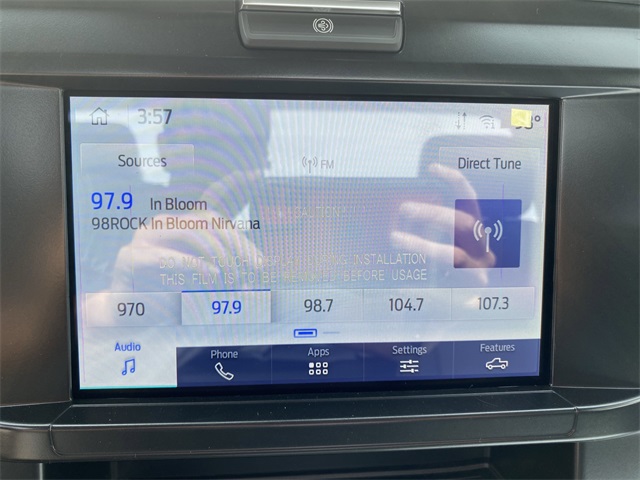 3:57
Sources
FM
Direct Tune
97.9 In Bloom
98ROCK In Bloom Nirvana
CAUTION
DO NOT TOUCH DISPLAY DURING INSTALLATION
THIS FILM IS TO BE REMOVED BEFORE USAGE
970 97.9 98.7 104.7 107.3
Audio Phone Apps Settings Features